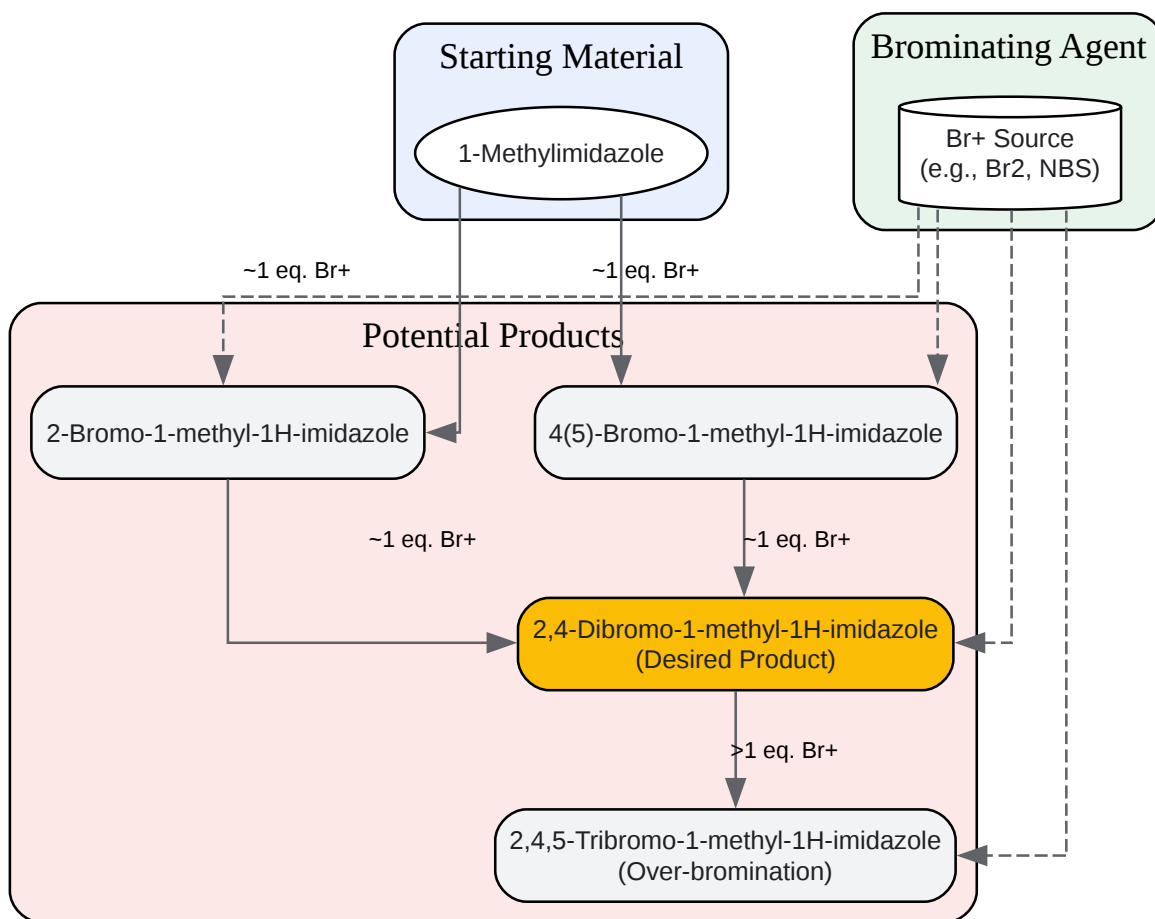 Starting Material
Brominating Agent
1-Methylimidazole
Br+ Source
(e.g., Br2, NBS)
~1 eq. Br+
~1 eq. Br+
Potential Products
2-Bromo-1-methyl-1H-imidazole
4(5)-Bromo-1-methyl-1H-imidazole
~1 eq. Br+
~1 eq. Br+
2,4-Dibromo-1-methyl-1H-imidazole
(Desired Product)
>1 eq. Br+
2,4,5-Tribromo-1-methyl-1H-imidazole
(Over-bromination)